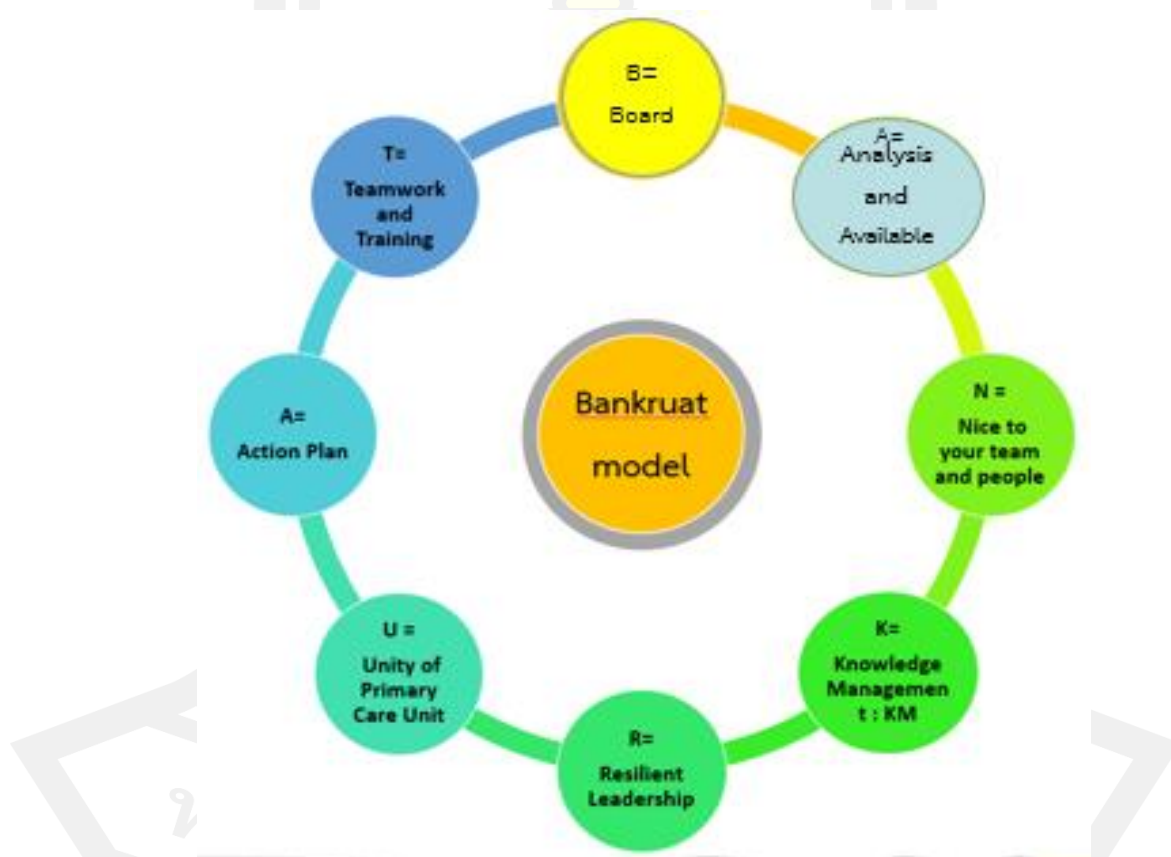 B=
Board
A=
Analysis
and
Available
N =
Nice to
your team
and people
K=
Knowledge
Managemen
t : KM
R=
Resilient
Leadership
U =
Unity of
Primary
Care Unit
A=
Action Plan
T=
Teamwork
and
Training
Bankruat
model